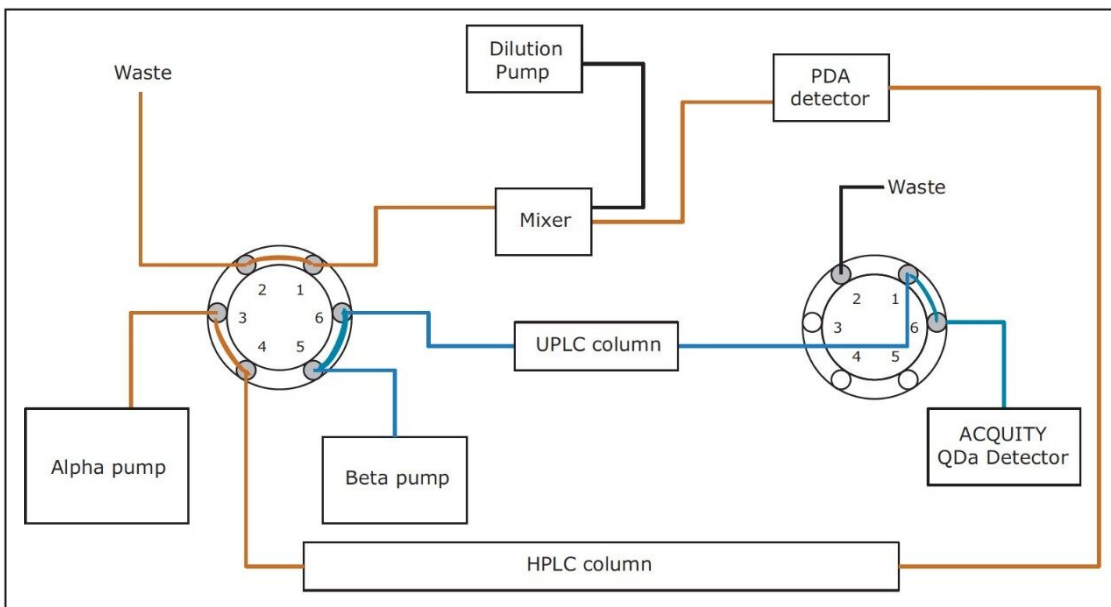 Dilution
Pump
Waste
PDA
detector
Mixer
Waste
2 1
3 6
4 5
2 1
3 6
4 5
UPLC column
Alpha pump
Beta pump
ACQUITY
QDa Detector
HPLC column